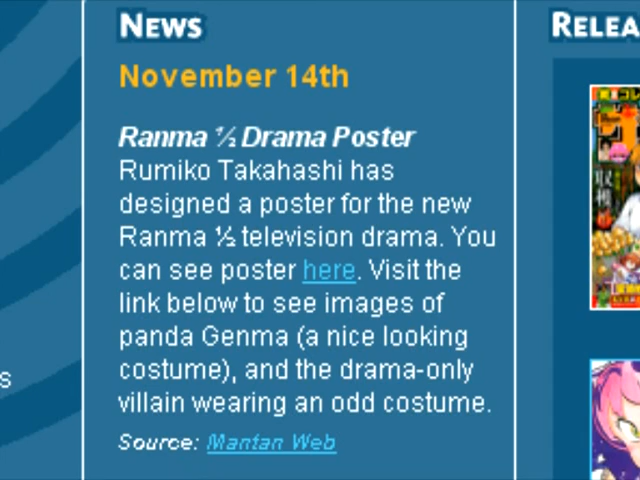 NEWS
RELEA
November 14th
Ranma ½ Drama Poster
Rumiko Takahashi has
designed a poster for the new
Ranma ½ television drama. You
can see poster here. Visit the
link below to see images of
panda Genma (a nice looking
costume), and the drama-only
villain wearing an odd costume.
Source: Mantan Web
s